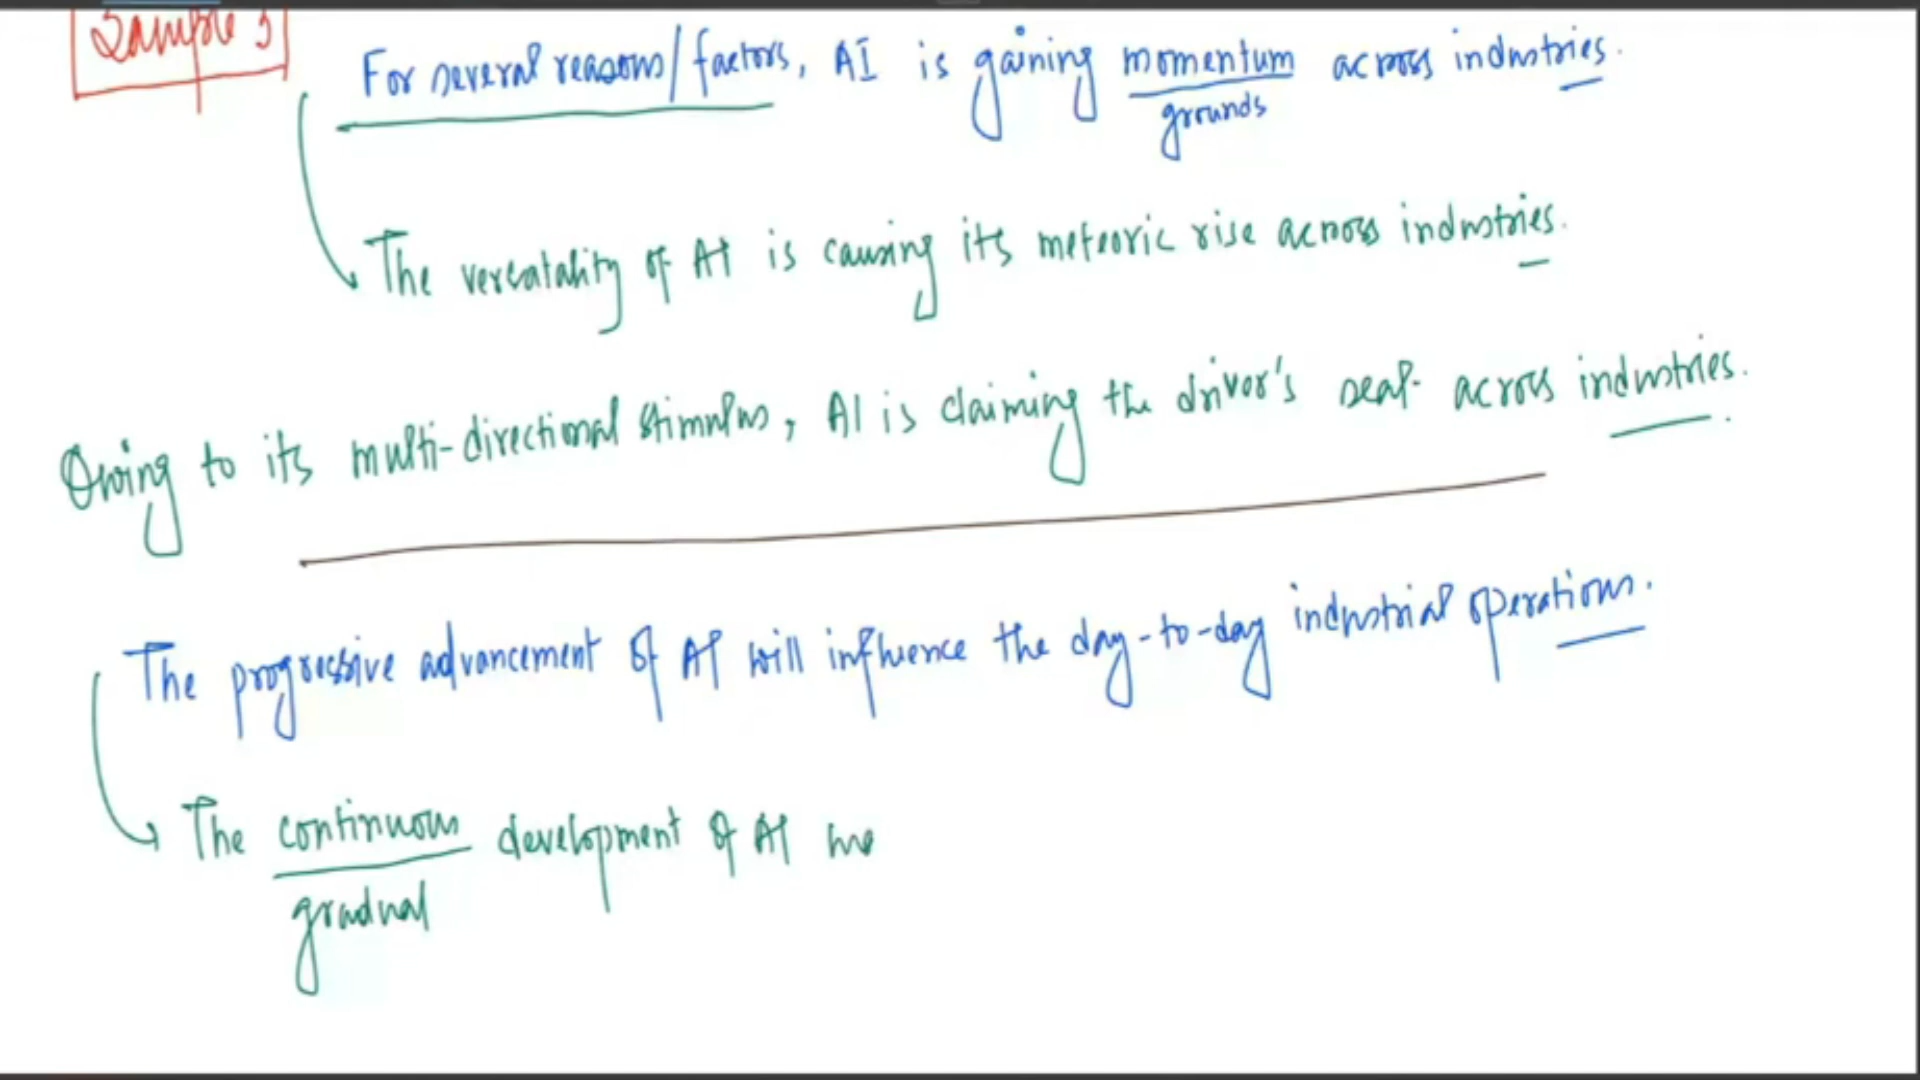 Sample 3
For several reasons/factors, AI is gaining momentum across industries.
grounds
The versatality of AI is causing its meteoric rise across industries.
Owing to its multi-directional stimulus, AI is claiming the driver's seat across industries.
The progressive advancement of AI will influence the day-to-day industrial operations.
The continuous development of AI
gradual